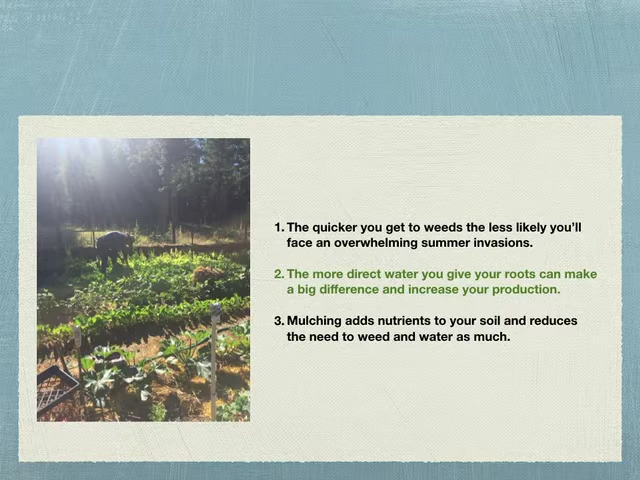 1. The quicker you get to weeds the less likely you'll
face an overwhelming summer invasions.
2. The more direct water you give your roots can make
a big difference and increase your production.
3. Mulching adds nutrients to your soil and reduces
the need to weed and water as much.